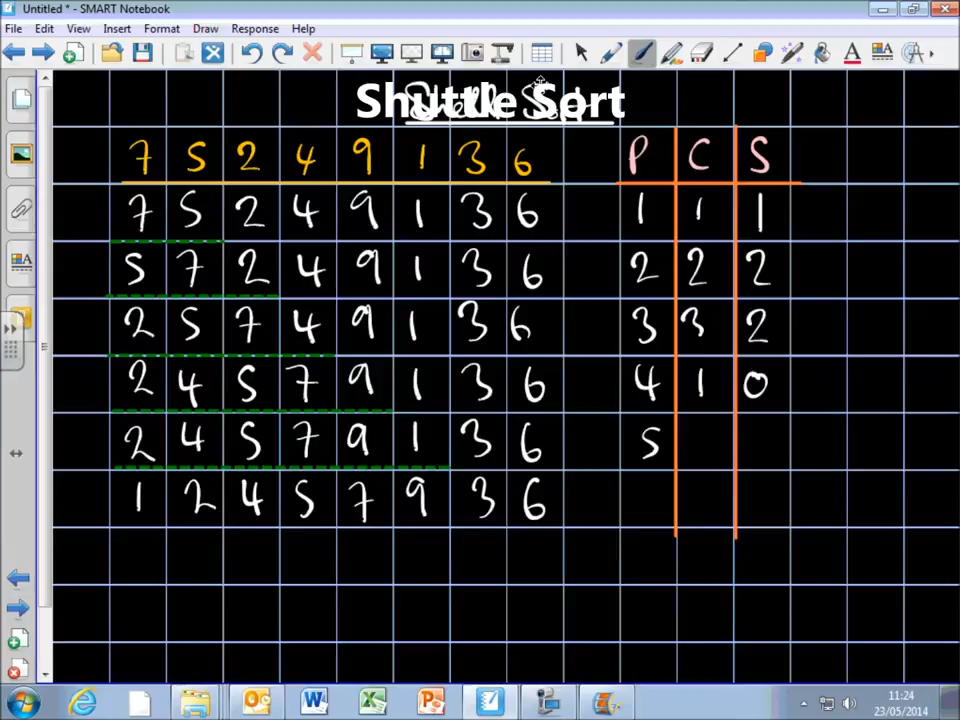 Untitled * - SMART Notebook
File Edit View Insert Format Draw Response Help
Shuttle Sort
7 5 2 4 9 1 3 6 P C S
7 5 2 4 9 1 3 6 1 1 1
5 7 2 4 9 1 3 6 2 2 2
2 5 7 4 9 1 3 6 3 3 2
2 4 5 7 9 1 3 6 4 1 0
2 4 5 7 9 1 3 6 5
1 2 4 5 7 9 3 6
11:24
23/05/2014